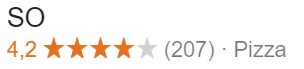 SO
4,2 ★★★★★ (207) · Pizza